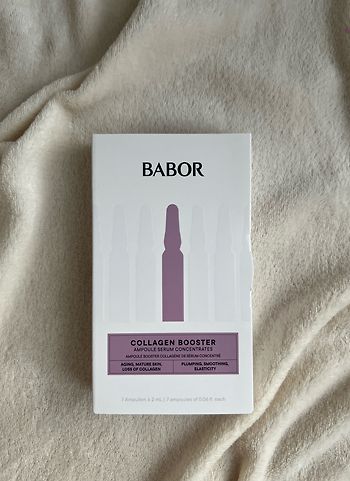 BABOR
COLLAGEN BOOSTER
AMPOULE SERUM CONCENTRATES
AMPOULE BOOSTER COLLAGÈNE DE SÉRUM CONCENTRÉ
AGING, MATURE SKIN,
LOSS OF COLLAGEN
PLUMPING, SMOOTHING,
ELASTICITY
7 Ampullen à 2 mL | 7 ampoules of 0.06 fl. each